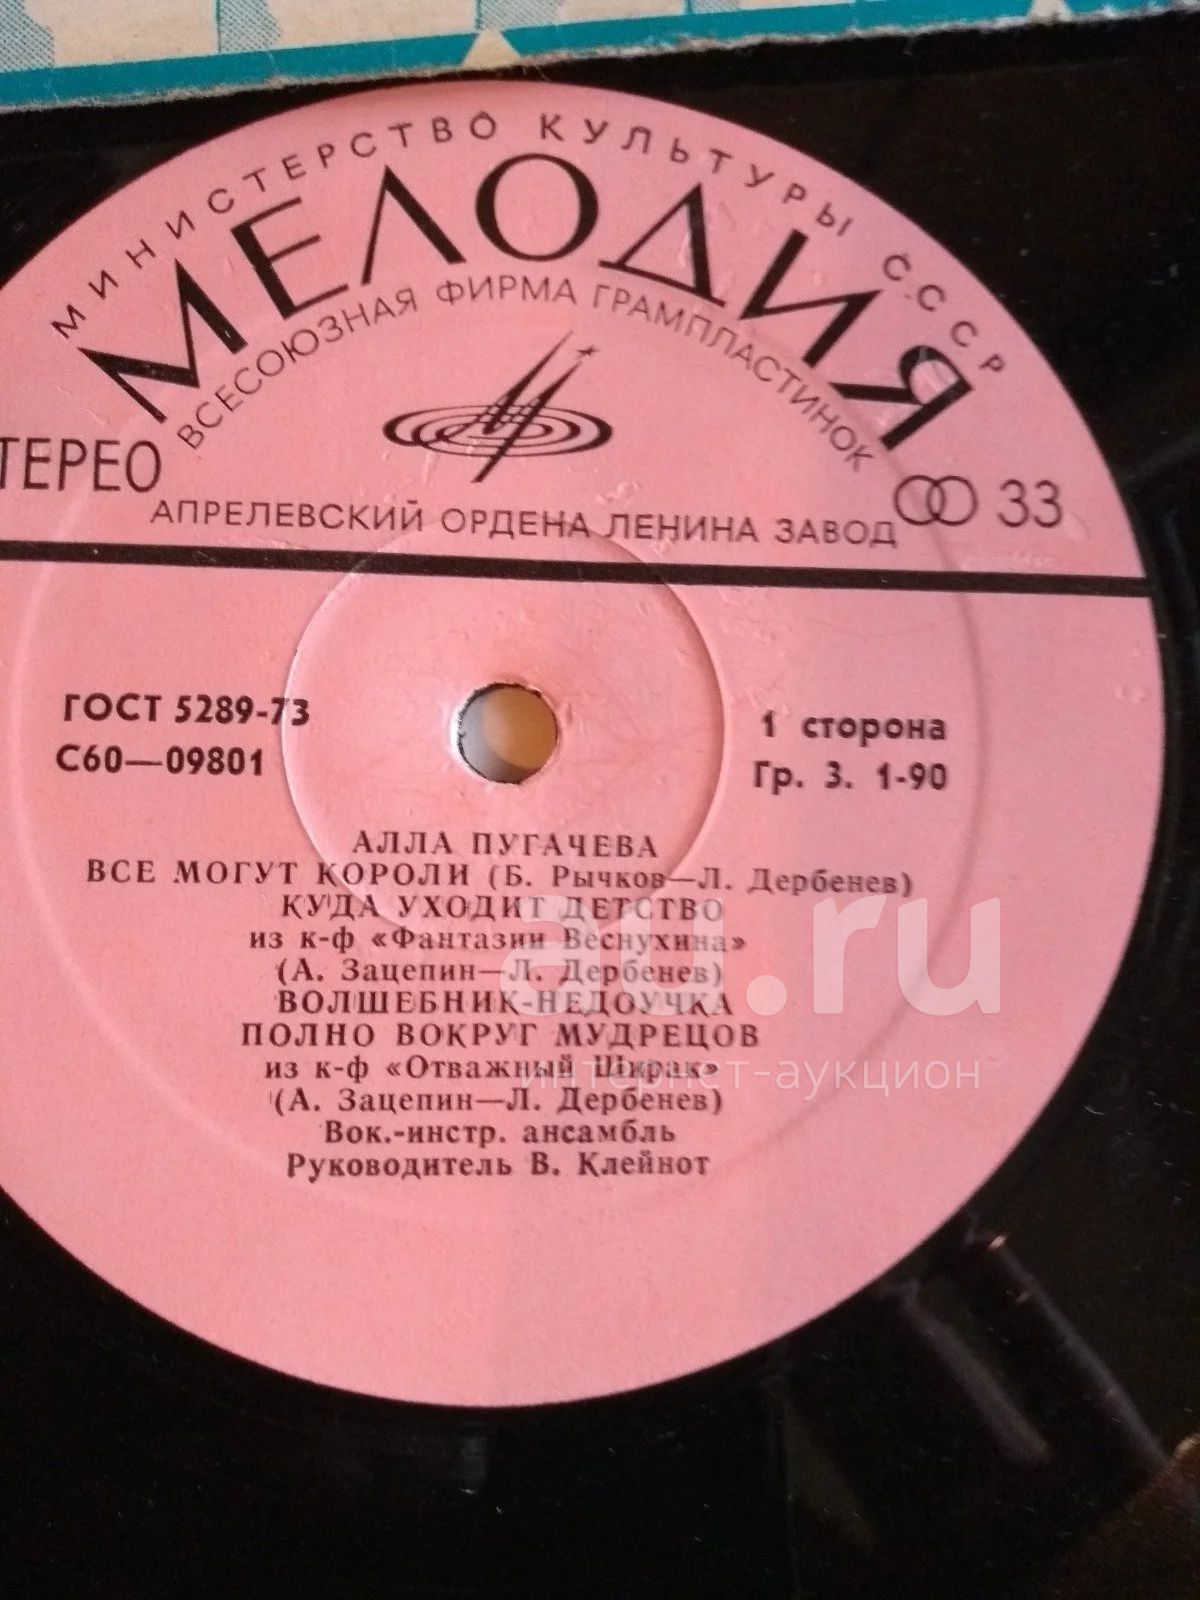 МИНИСТЕРСТВО КУЛЬТУРЫ СССР
МЕЛОДИЯ
ВСЕСОЮЗНАЯ ФИРМА ГРАМПЛАСТИНОК
ТЕРЕО
33
АПРЕЛЕВСКИЙ ОРДЕНА ЛЕНИНА ЗАВОД
ГОСТ 5289-73
С60—09801
1 сторона
Гр. 3. 1-90
АЛЛА ПУГАЧЕВА
ВСЕ МОГУТ КОРОЛИ (Б. Рычков—Л. Дербенев)
КУДА УХОДИТ ДЕТСТВО
из к-ф «Фантазии Веснухина»
(А. Зацепин—Л. Дербенев)
ВОЛШЕБНИК-НЕДОУЧКА
ПОЛНО ВОКРУГ МУДРЕЦОВ
из к-ф «Отважный Ширак»
(А. Зацепин—Л. Дербенев)
Вок.-инстр. ансамбль
Руководитель В. Клейнот
au.ru
интернет-аукцион